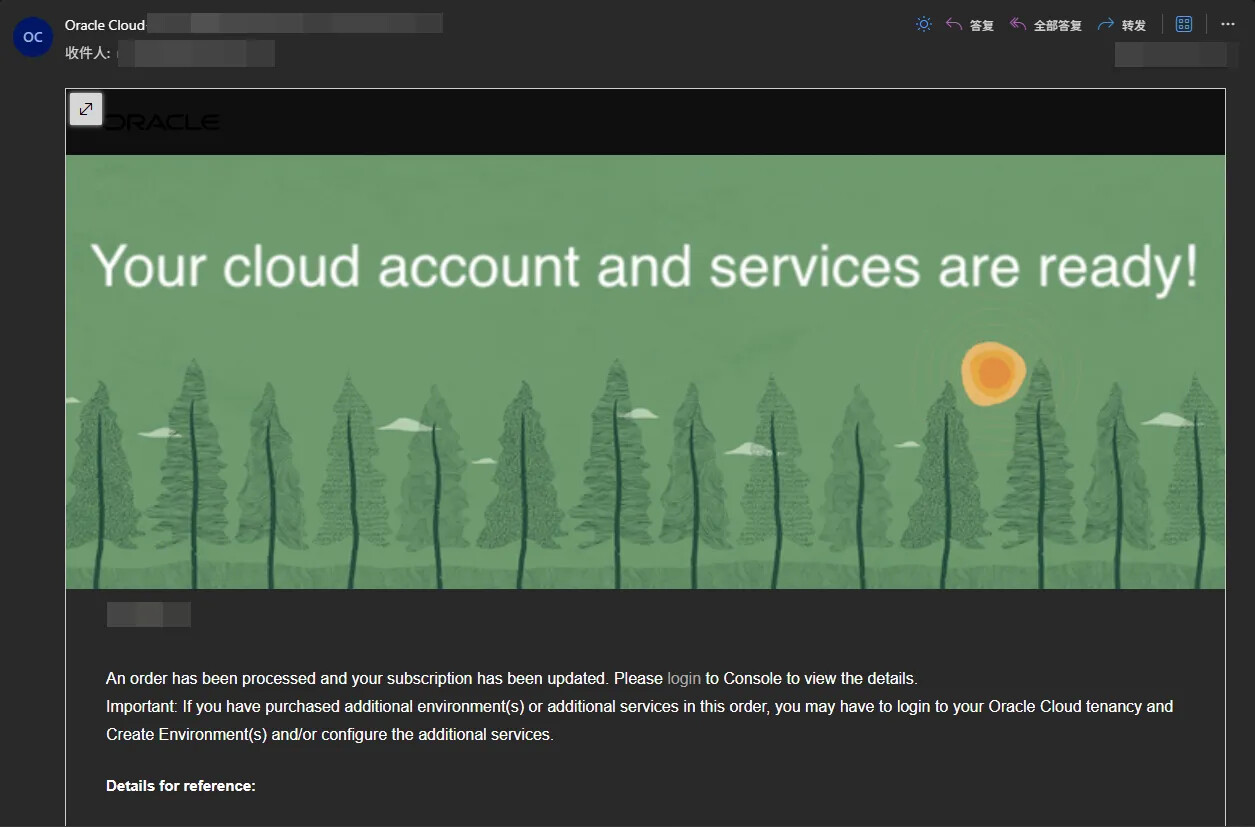 OC
Oracle Cloud
答复
全部答复
转发
收件人:
ORACLE
Your cloud account and services are ready!
An order has been processed and your subscription has been updated. Please login to Console to view the details.
Important: If you have purchased additional environment(s) or additional services in this order, you may have to login to your Oracle Cloud tenancy and
Create Environment(s) and/or configure the additional services.
Details for reference: